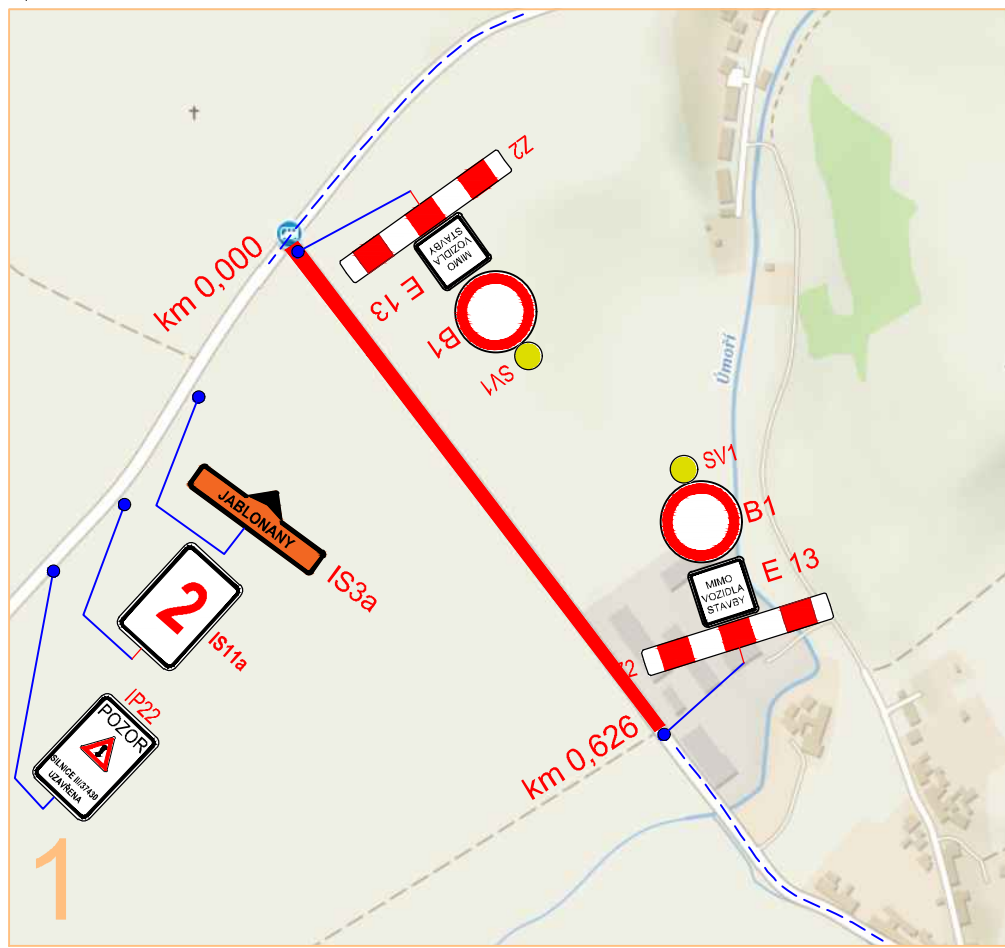 Z2
MIMO
VOZIDLA
STAVBY
E 13
B1
SV1
km 0,000
Úmoří
SV1
B1
E 13
MIMO
VOZIDLA
STAVBY
Z2
JABLONANY
IS3a
2
IS11a
IP22
POZOR
SILNICE III/37430
UZAVŘENA
km 0,626
1